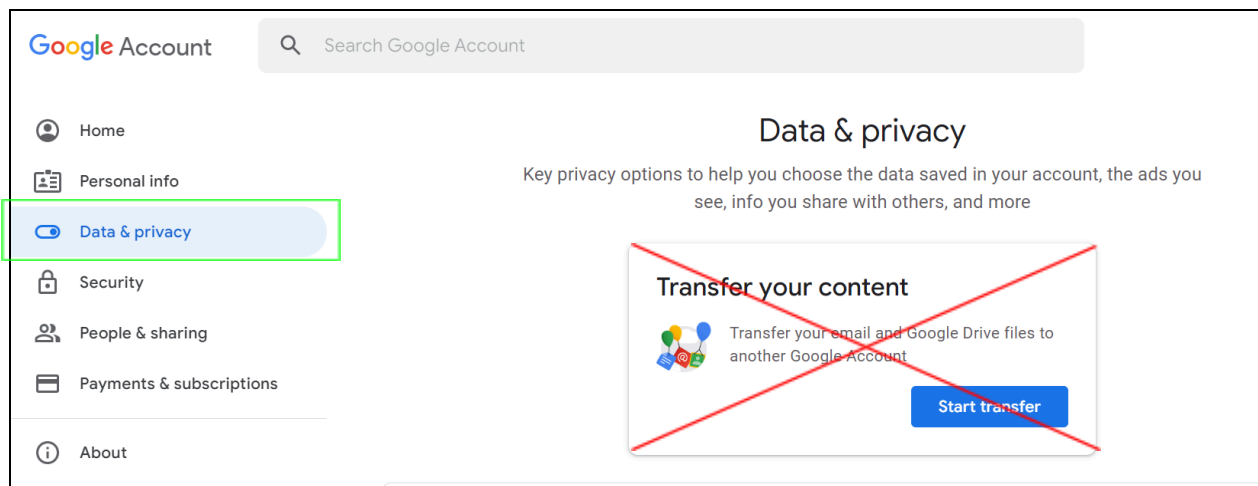 Google Account
Search Google Account
Home
Personal info
Data & privacy
Security
People & sharing
Payments & subscriptions
About
Data & privacy
Key privacy options to help you choose the data saved in your account, the ads you
see, info you share with others, and more
Transfer your content
Transfer your email and Google Drive files to
another Google Account
Start transfer